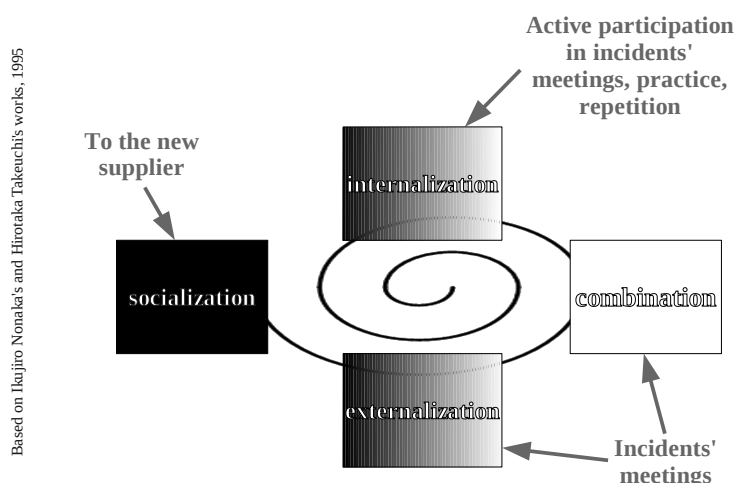 Based on Ikujiro Nonaka's and Hirotaka Takeuchi's works, 1995
Active participation
in incidents'
meetings, practice,
repetition
To the new
supplier
internalization
socialization
combination
externalization
Incidents'
meetings